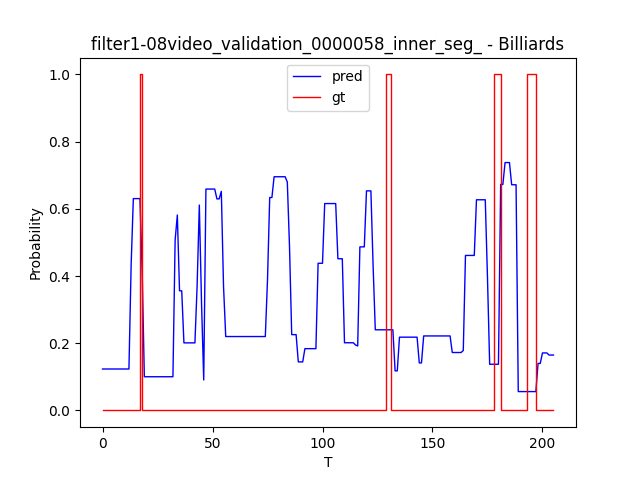 filter1-08video_validation_0000058_inner_seg_ - Billiards
pred
gt
1.0
0.8
0.6
0.4
0.2
0.0
Probability
0
50
100
150
200
T